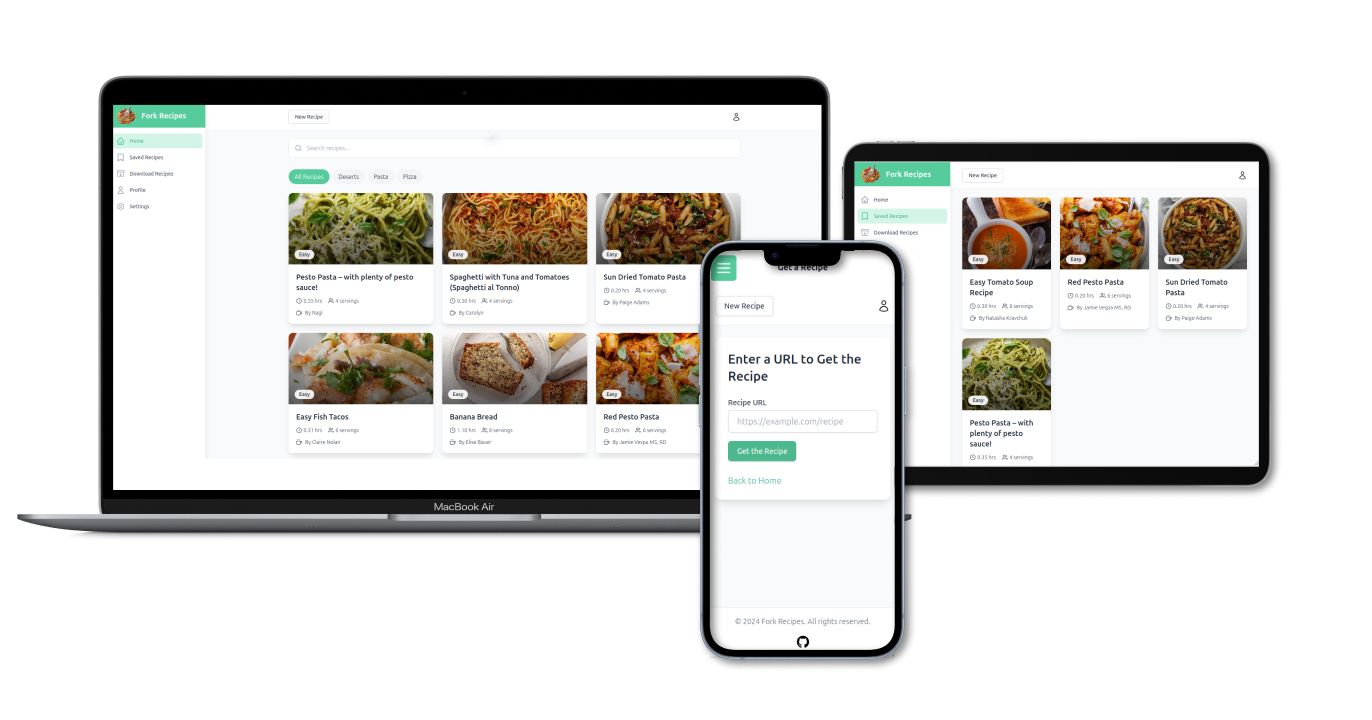 Fork Recipes
Home
Saved Recipes
Download Recipes
Profile
Settings
New Recipe
Search recipes...
All Recipes Deserts Pasta Pizza
Easy
Pesto Pasta – with plenty of pesto
sauce!
0.35 hrs 4 servings
By Nagi
Easy
Spaghetti with Tuna and Tomatoes
(Spaghetti al Tonno)
0.30 hrs 4 servings
By Carolyn
Easy
Sun Dried Tomato Pasta
0.20 hrs 4 servings
By Paige Adams
Easy
Easy Fish Tacos
0.31 hrs 6 servings
By Claire Nolan
Easy
Banana Bread
1.10 hrs 8 servings
By Elise Bauer
Easy
Red Pesto Pasta
0.20 hrs 6 servings
By Jamie Vespa MS, RD
MacBook Air
Get a Recipe
New Recipe
Enter a URL to Get the
Recipe
Recipe URL
https://example.com/recipe
Get the Recipe
Back to Home
© 2024 Fork Recipes. All rights reserved.
Fork Recipes
Home
Saved Recipes
Download Recipes
New Recipe
Easy
Easy Tomato Soup
Recipe
0.30 hrs 8 servings
By Natasha Kravchuk
Easy
Red Pesto Pasta
0.20 hrs 6 servings
By Jamie Vespa MS, RD
Easy
Sun Dried Tomato
Pasta
0.20 hrs 4 servings
By Paige Adams
Easy
Pesto Pasta – with
plenty of pesto
sauce!
0.35 hrs 4 servings